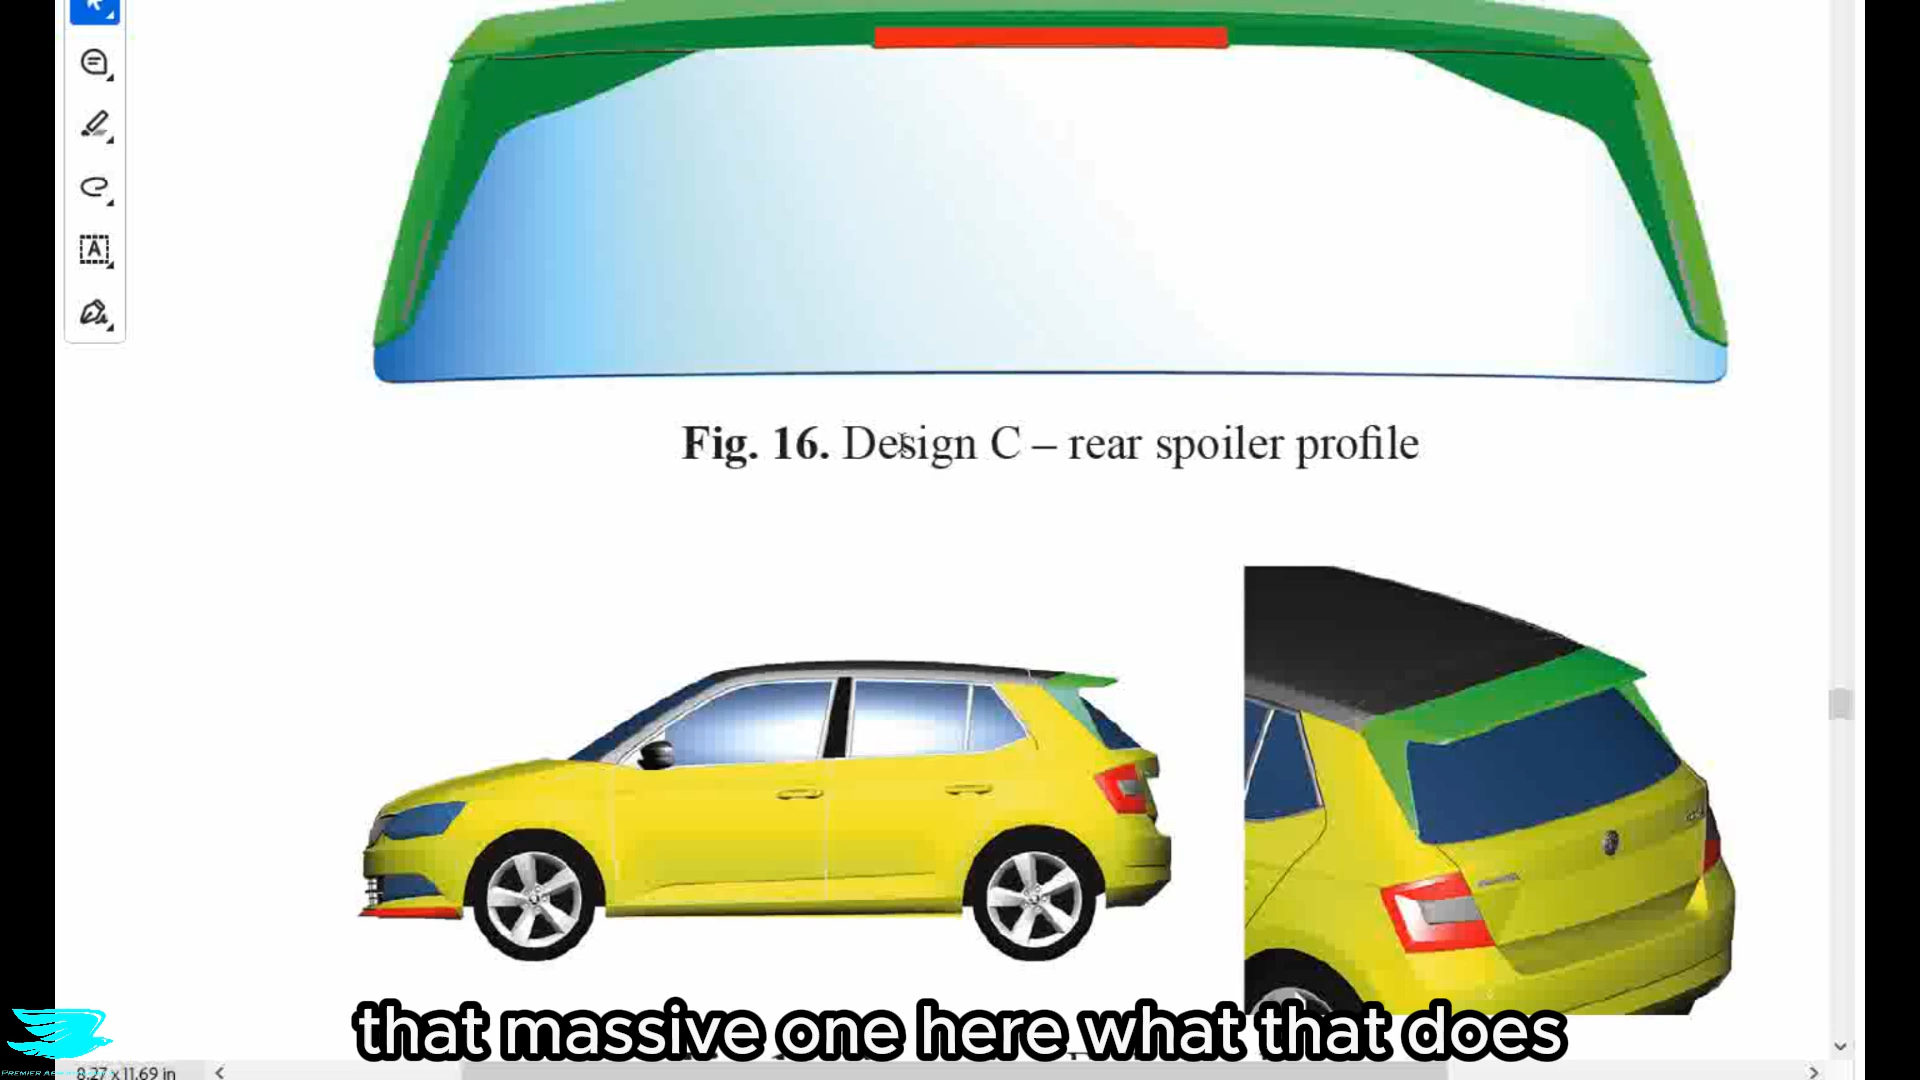 A
Fig. 16. Design C – rear spoiler profile
that massive one here what that does
8.27 x 11.69 in